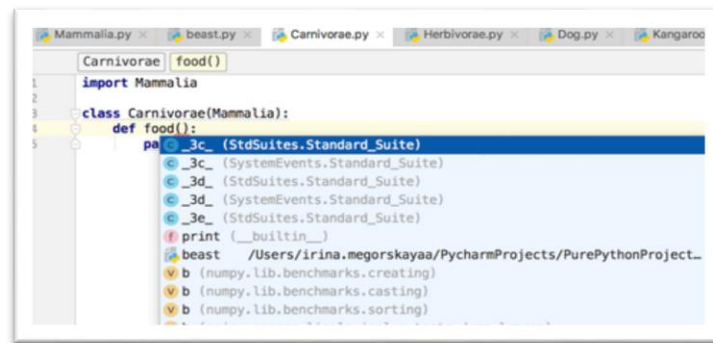 Mammalia.py × beast.py × Carnivorae.py × Herbivorae.py × Dog.py × Kangaroo
Carnivorae food()
1 import Mammalia
2
3 class Carnivorae(Mammalia):
4 def food():
5 pa
_3c_ (StdSuites.Standard_Suite)
_3c_ (SystemEvents.Standard_Suite)
_3d_ (StdSuites.Standard_Suite)
_3d_ (SystemEvents.Standard_Suite)
_3e_ (StdSuites.Standard_Suite)
print (__builtin__)
beast /Users/irina.megorskayaa/PycharmProjects/PurePythonProject…
b (numpy.lib.benchmarks.creating)
b (numpy.lib.benchmarks.casting)
b (numpy.lib.benchmarks.sorting)